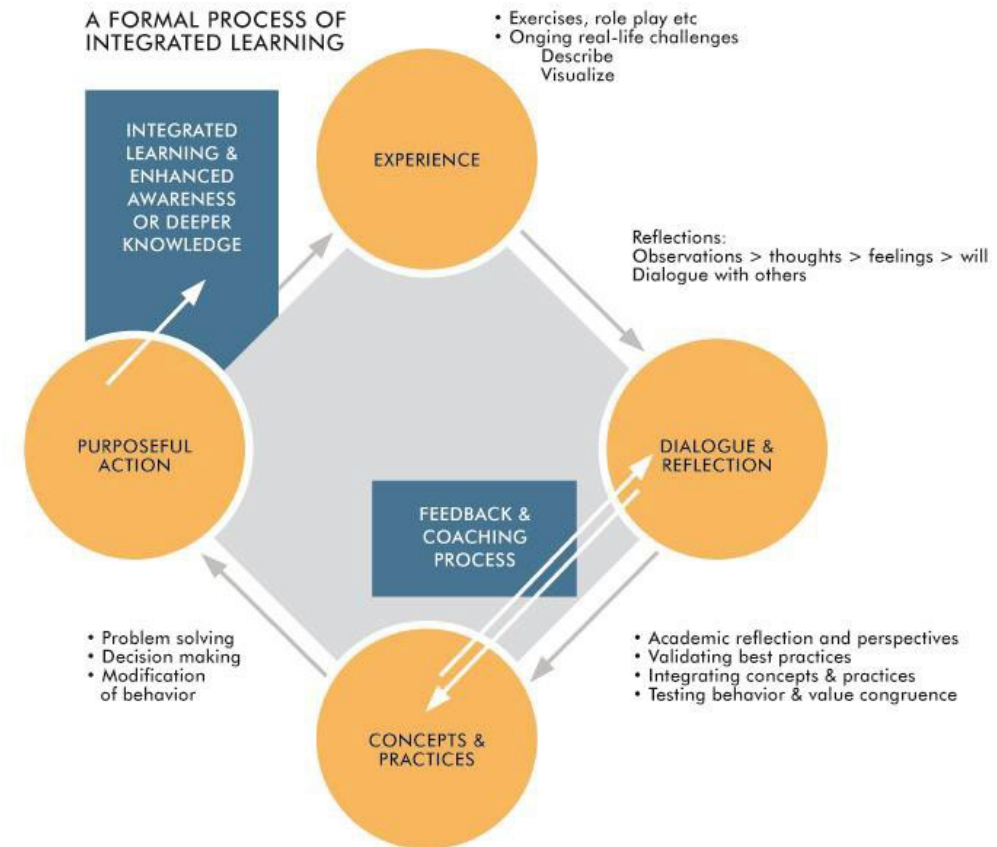 A FORMAL PROCESS OF
INTEGRATED LEARNING
• Exercises, role play etc
• Onging real-life challenges
Describe
Visualize
INTEGRATED
LEARNING &
ENHANCED
AWARENESS
OR DEEPER
KNOWLEDGE
EXPERIENCE
Reflections:
Observations > thoughts > feelings > will
Dialogue with others
PURPOSEFUL
ACTION
DIALOGUE &
REFLECTION
FEEDBACK &
COACHING
PROCESS
• Problem solving
• Decision making
• Modification
of behavior
• Academic reflection and perspectives
• Validating best practices
• Integrating concepts & practices
• Testing behavior & value congruence
CONCEPTS &
PRACTICES